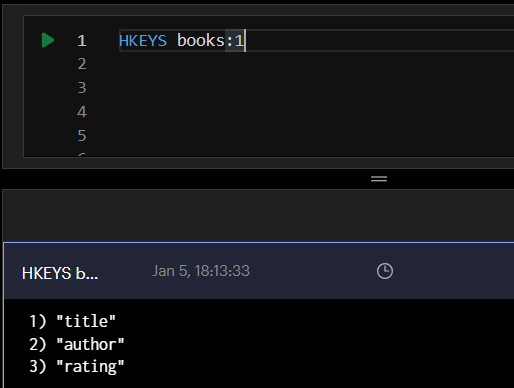 1 HKEYS books:1
2
3
4
5
HKEYS b... Jan 5, 18:13:33
1) "title"
2) "author"
3) "rating"